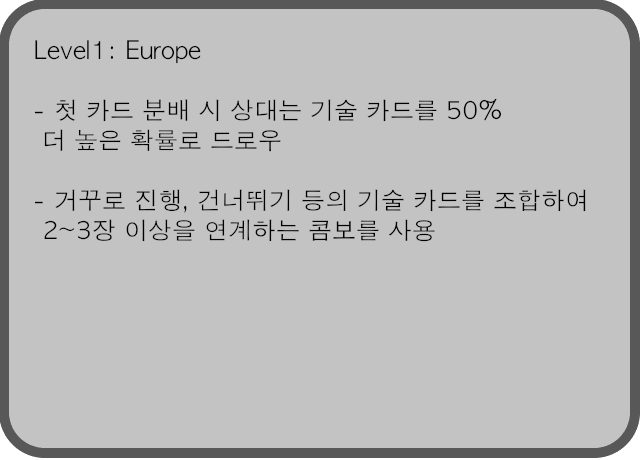 Level1: Europe
- 첫 카드 분배 시 상대는 기술 카드를 50%
더 높은 확률로 드로우
- 거꾸로 진행, 건너뛰기 등의 기술 카드를 조합하여
2~3장 이상을 연계하는 콤보를 사용